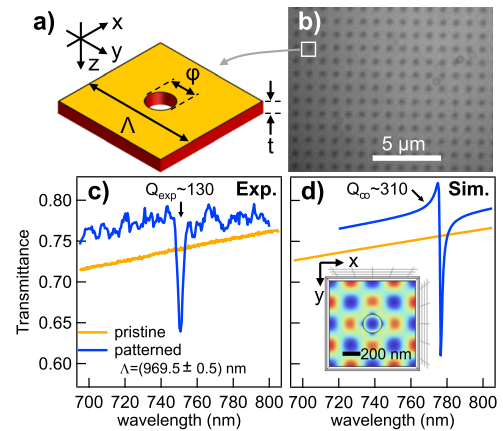 a)
x
y
z
φ
Λ
t
b)
5 µm
c)
Q_exp~130
Exp.
0.80
0.75
0.70
0.65
0.60
Transmittance
pristine
patterned
Λ=(969.5 ± 0.5) nm
700 720 740 760 780 800
wavelength (nm)
d)
Q_∞~310
Sim.
x
y
200 nm
700 720 740 760 780 800
wavelength (nm)